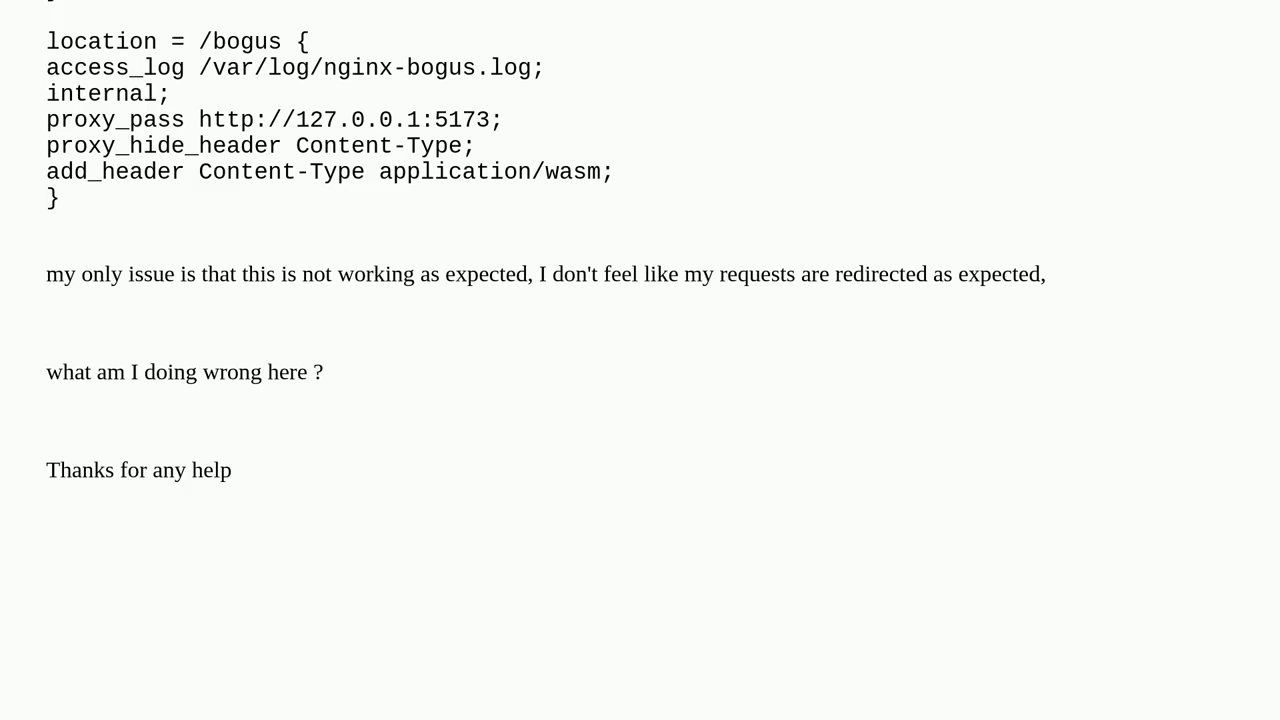 location = /bogus {
access_log /var/log/nginx-bogus.log;
internal;
proxy_pass http://127.0.0.1:5173;
proxy_hide_header Content-Type;
add_header Content-Type application/wasm;
}
my only issue is that this is not working as expected, I don't feel like my requests are redirected as expected,
what am I doing wrong here ?
Thanks for any help